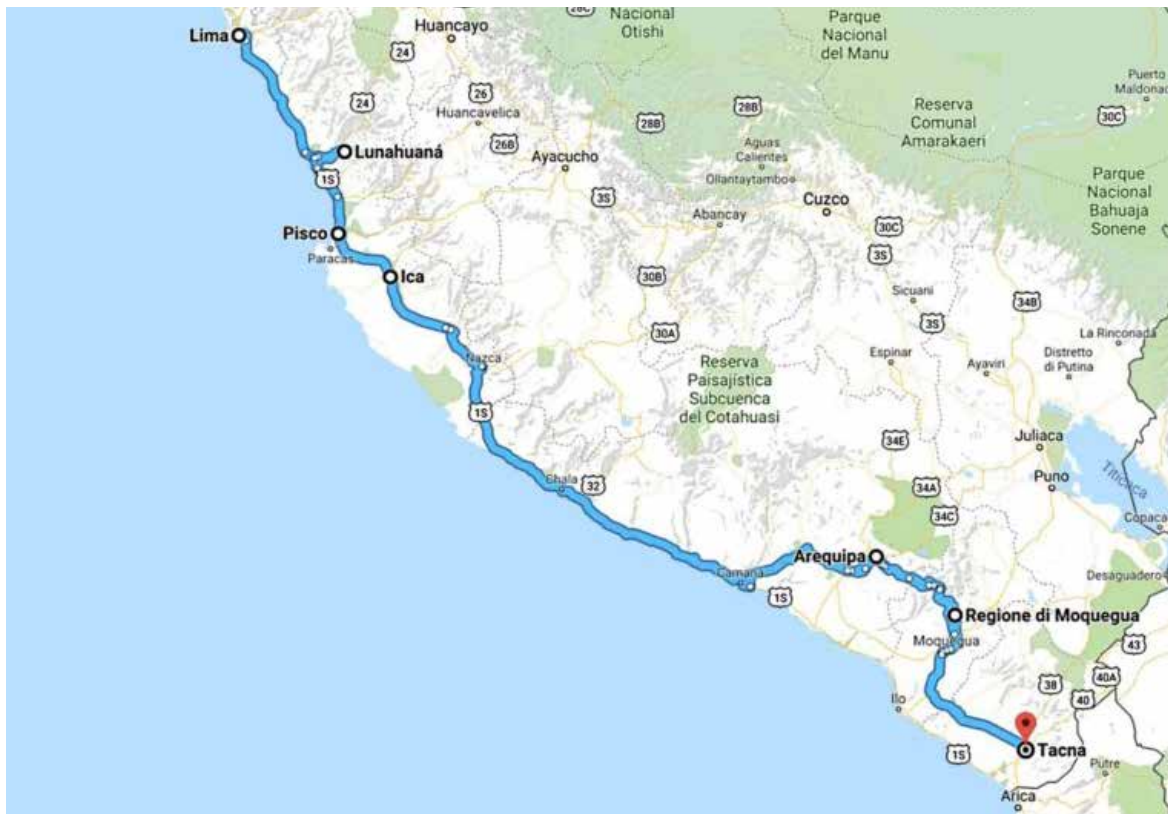 28C
Nacional
Otishi
Parque
Nacional
del Manu
Lima
Huancayo
24
Puerto
Maldonad
24
26
Huancavelica
28B
28B
Reserva
Comunal
Amarakaeri
30C
26B
Ayacucho
Aguas
Calientes
Lunahuaná
Ollantaytambo
Parque
Nacional
Bahuaja
Sonene
1S
3S
Abancay
Cuzco
30C
Pisco
Paracas
3S
Ica
30B
Sicuani
34B
3S
30A
La Rinconada
Nazca
Reserva
Paisajística
Subcuenca
del Cotahuasi
Espinar
Ayaviri
Distretto
di Putina
1S
34E
Juliaca
Chala
32
34A
Puno
Titicaca
34C
Copaca
Arequipa
Camaná
Desaguadero
1S
Regione di Moquegua
Moquegua
43
38
40A
Ilo
40
1S
Tacna
Putre
Arica